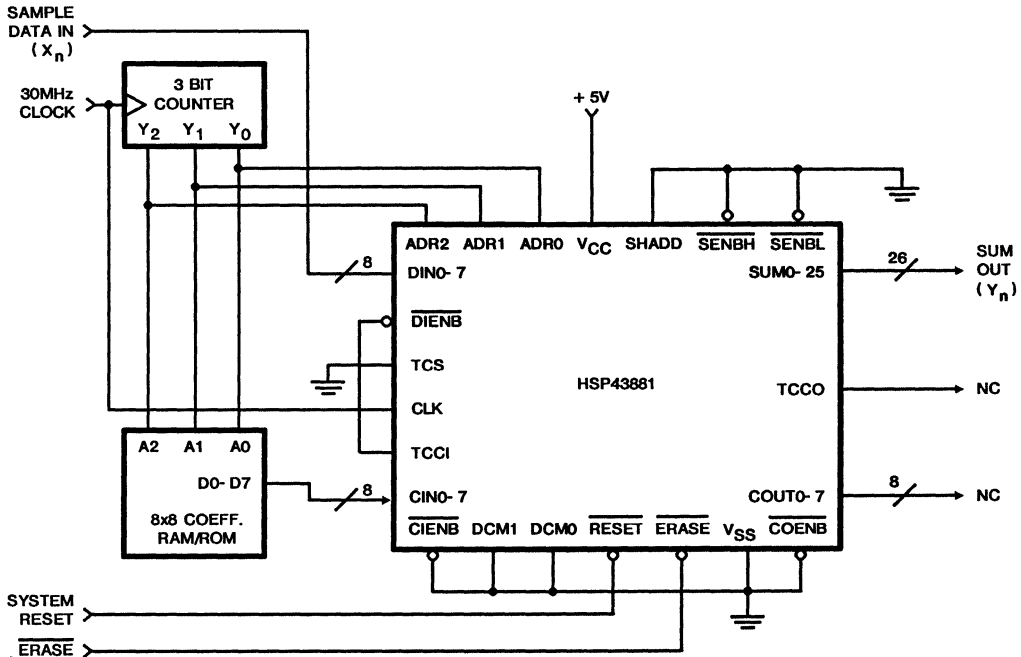 SAMPLE
DATA IN
(Xn)
30MHz
CLOCK
3 BIT
COUNTER
Y2 Y1 Y0
+ 5V
ADR2 ADR1 ADR0 VCC SHADD SENBH SENBL
8 DIN0- 7
SUM0- 25 26
SUM
OUT
(Yn)
DIENB
TCS
HSP43881
TCCO NC
CLK
TCCI
A2 A1 A0
D0- D7
8x8 COEFF.
RAM/ROM
8 CIN0- 7
COUT0- 7 8 NC
CIENB DCM1 DCM0 RESET ERASE VSS COENB
SYSTEM
RESET
ERASE